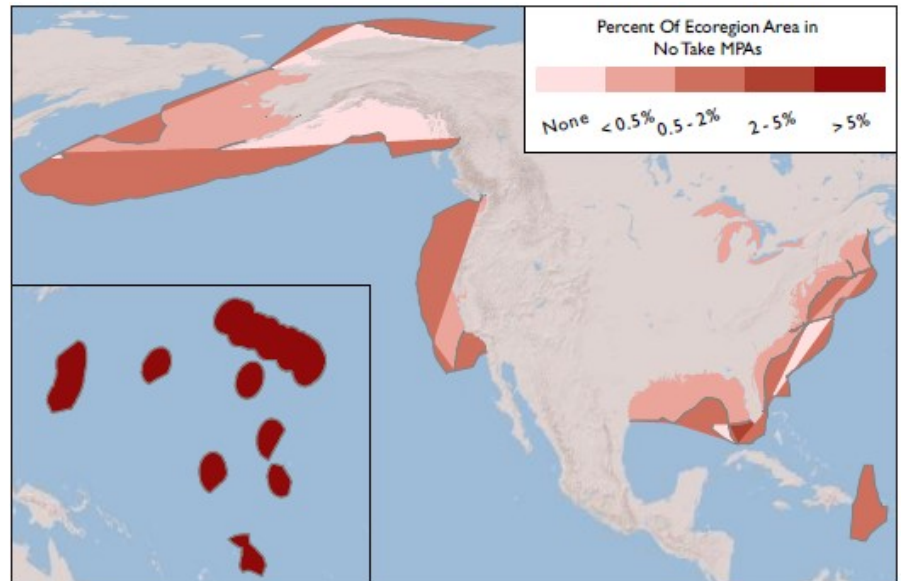 Percent Of Ecoregion Area in
No Take MPAs
None <0.5% 0.5-2% 2-5% >5%